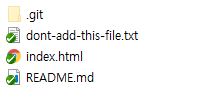 .git
dont-add-this-file.txt
index.html
README.md